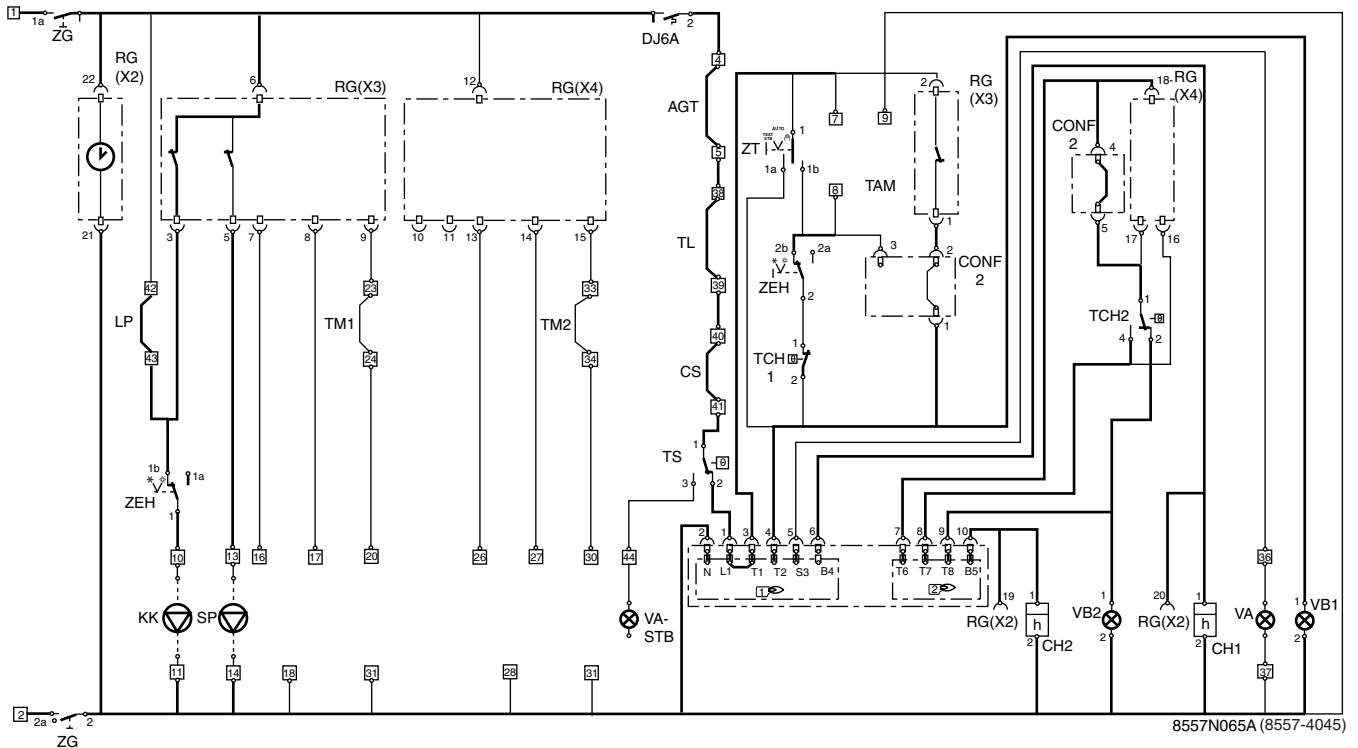 1
1a
ZG
DJ6A
2
22
RG
(X2)
6
RG(X3)
12
RG(X4)
4
AGT
5
38
TL
39
40
CS
41
TS
1
θ
3
2
2
RG
(X3)
7
9
AUTO
TEST
STB
1
ZT
1a
1b
8
TAM
1
2b
2a
3
2
CONF
2
ZEH
2
1
1
TCH
1
θ
2
18-RG
(X4)
CONF
2
4
5
17
16
1
TCH2
θ
4
2
21
3
5
7
8
9
10
11
13
14
15
42
LP
43
23
TM1
24
33
TM2
34
1b
1a
ZEH
1
10
13
16
17
20
26
27
30
44
36
2
1
3
4
5
6
7
8
9
10
N
L1
T1
T2
S3
B4
T6
T7
T8
B5
1
2
KK
SP
VA-
STB
19
RG(X2)
1
h
2
CH2
1
VB2
2
20
RG(X2)
1
h
2
CH1
VA
1
VB1
2
11
14
18
31
28
31
37
2
2a
2
ZG
8557N065A (8557-4045)